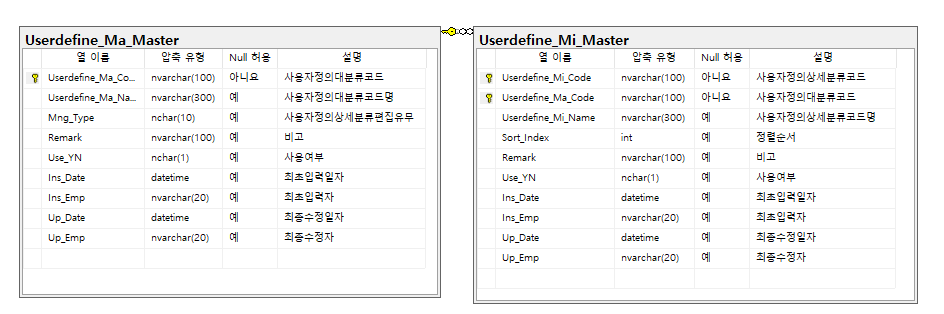 Userdefine_Ma_Master
열 이름 압축 유형 Null 허용 설명
Userdefine_Ma_Co... nvarchar(100) 아니요 사용자정의대분류코드
Userdefine_Ma_Na... nvarchar(300) 예 사용자정의대분류코드명
Mng_Type nchar(10) 예 사용자정의상세분류편집유무
Remark nvarchar(100) 예 비고
Use_YN nchar(1) 예 사용여부
Ins_Date datetime 예 최초입력일자
Ins_Emp nvarchar(20) 예 최초입력자
Up_Date datetime 예 최종수정일자
Up_Emp nvarchar(20) 예 최종수정자
Userdefine_Mi_Master
열 이름 압축 유형 Null 허용 설명
Userdefine_Mi_Code nvarchar(100) 아니요 사용자정의상세분류코드
Userdefine_Ma_Code nvarchar(100) 아니요 사용자정의대분류코드
Userdefine_Mi_Name nvarchar(300) 예 사용자정의상세분류코드명
Sort_Index int 예 정렬순서
Remark nvarchar(100) 예 비고
Use_YN nchar(1) 예 사용여부
Ins_Date datetime 예 최초입력일자
Ins_Emp nvarchar(20) 예 최초입력자
Up_Date datetime 예 최종수정일자
Up_Emp nvarchar(20) 예 최종수정자